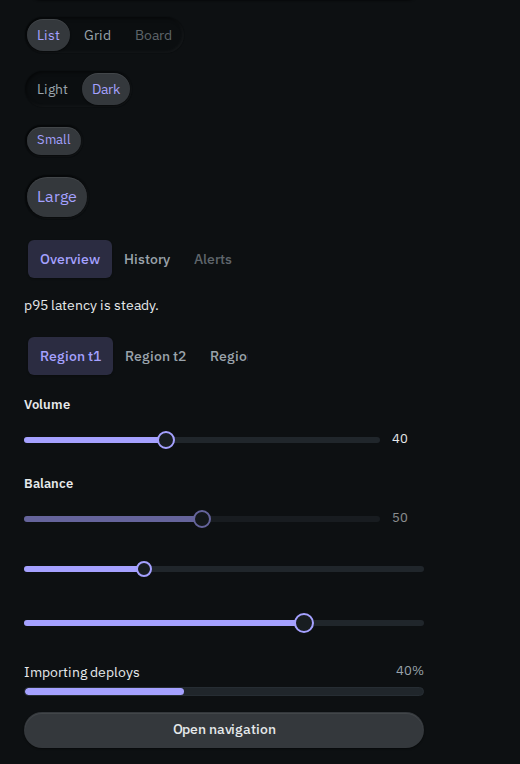 List Grid Board
Light Dark
Small
Large
Overview History Alerts
p95 latency is steady.
Region t1 Region t2 Regio
Volume
40
Balance
50
Importing deploys 40%
Open navigation